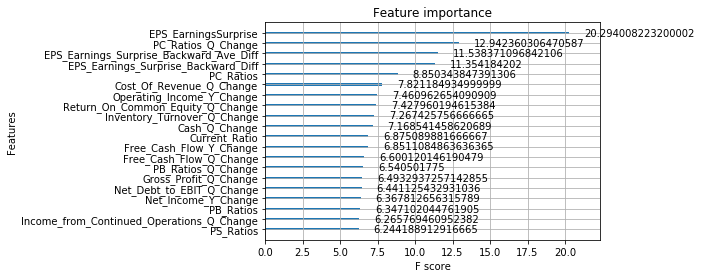 Feature importance
EPS_EarningsSurprise 20.294008223200002
PC_Ratios_Q_Change 12.942360306470587
EPS_Earnings_Surprise_Backward_Ave_Diff 11.538371096842106
EPS_Earnings_Surprise_Backward_Diff 11.354184202
PC_Ratios 8.850343847391306
Cost_Of_Revenue_Q_Change 7.821184934999999
Operating_Income_Y_Change 7.460962654090909
Return_On_Common_Equity_Q_Change 7.427960194615384
Inventory_Turnover_Q_Change 7.267425756666665
Cash_Q_Change 7.168541458620689
Current_Ratio 6.875089881666667
Free_Cash_Flow_Y_Change 6.8511084863636365
Free_Cash_Flow_Q_Change 6.600120146190479
PB_Ratios_Q_Change 6.540501775
Gross_Profit_Q_Change 6.4932937257142855
Net_Debt_to_EBIT_Q_Change 6.441125432931036
Net_Income_Y_Change 6.367812656315789
PB_Ratios 6.347102044761905
Income_from_Continued_Operations_Q_Change 6.265769460952382
PS_Ratios 6.244188912916665
Features
0.0 2.5 5.0 7.5 10.0 12.5 15.0 17.5 20.0
F score